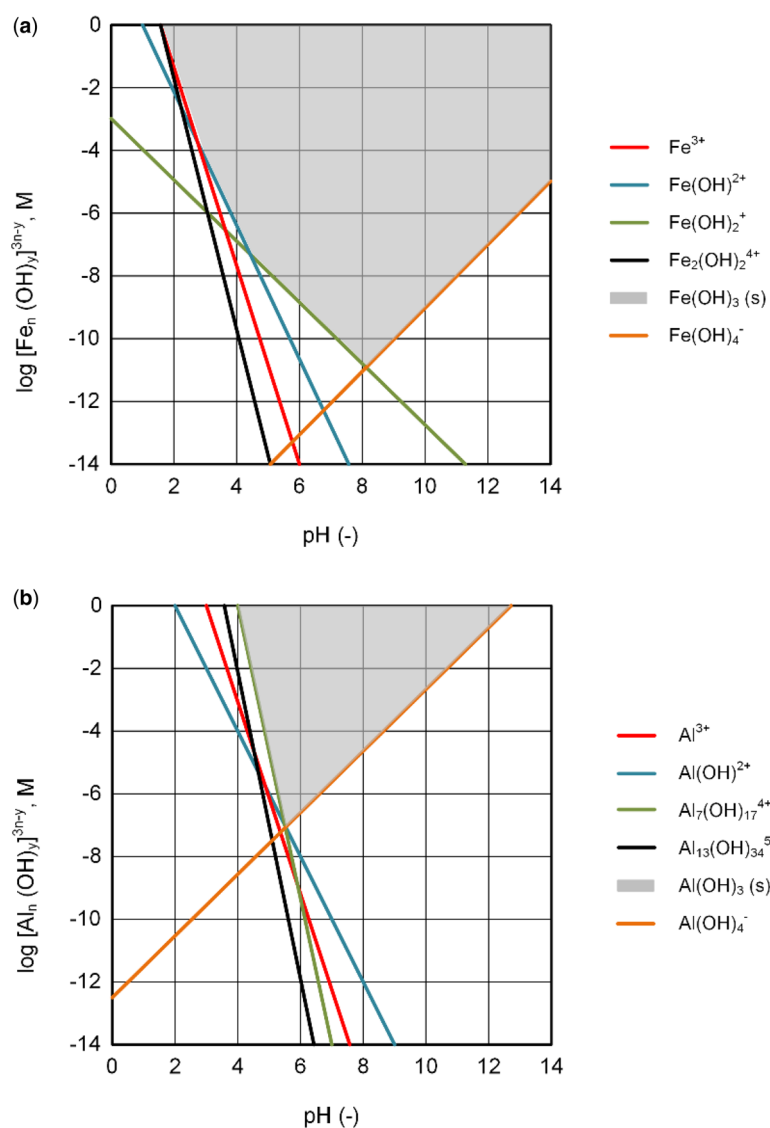 (a)
0
-2
-4
-6
-8
-10
-12
-14
log [Feₙ (OH)ᵧ]³ⁿ⁻ʸ, M
0 2 4 6 8 10 12 14
pH (-)
Fe³⁺
Fe(OH)²⁺
Fe(OH)₂⁺
Fe₂(OH)₂⁴⁺
Fe(OH)₃ (s)
Fe(OH)₄⁻
(b)
0
-2
-4
-6
-8
-10
-12
-14
log [Alₙ (OH)ᵧ]³ⁿ⁻ʸ, M
0 2 4 6 8 10 12 14
pH (-)
Al³⁺
Al(OH)²⁺
Al₇(OH)₁₇⁴⁺
Al₁₃(OH)₃₄⁵
Al(OH)₃ (s)
Al(OH)₄⁻